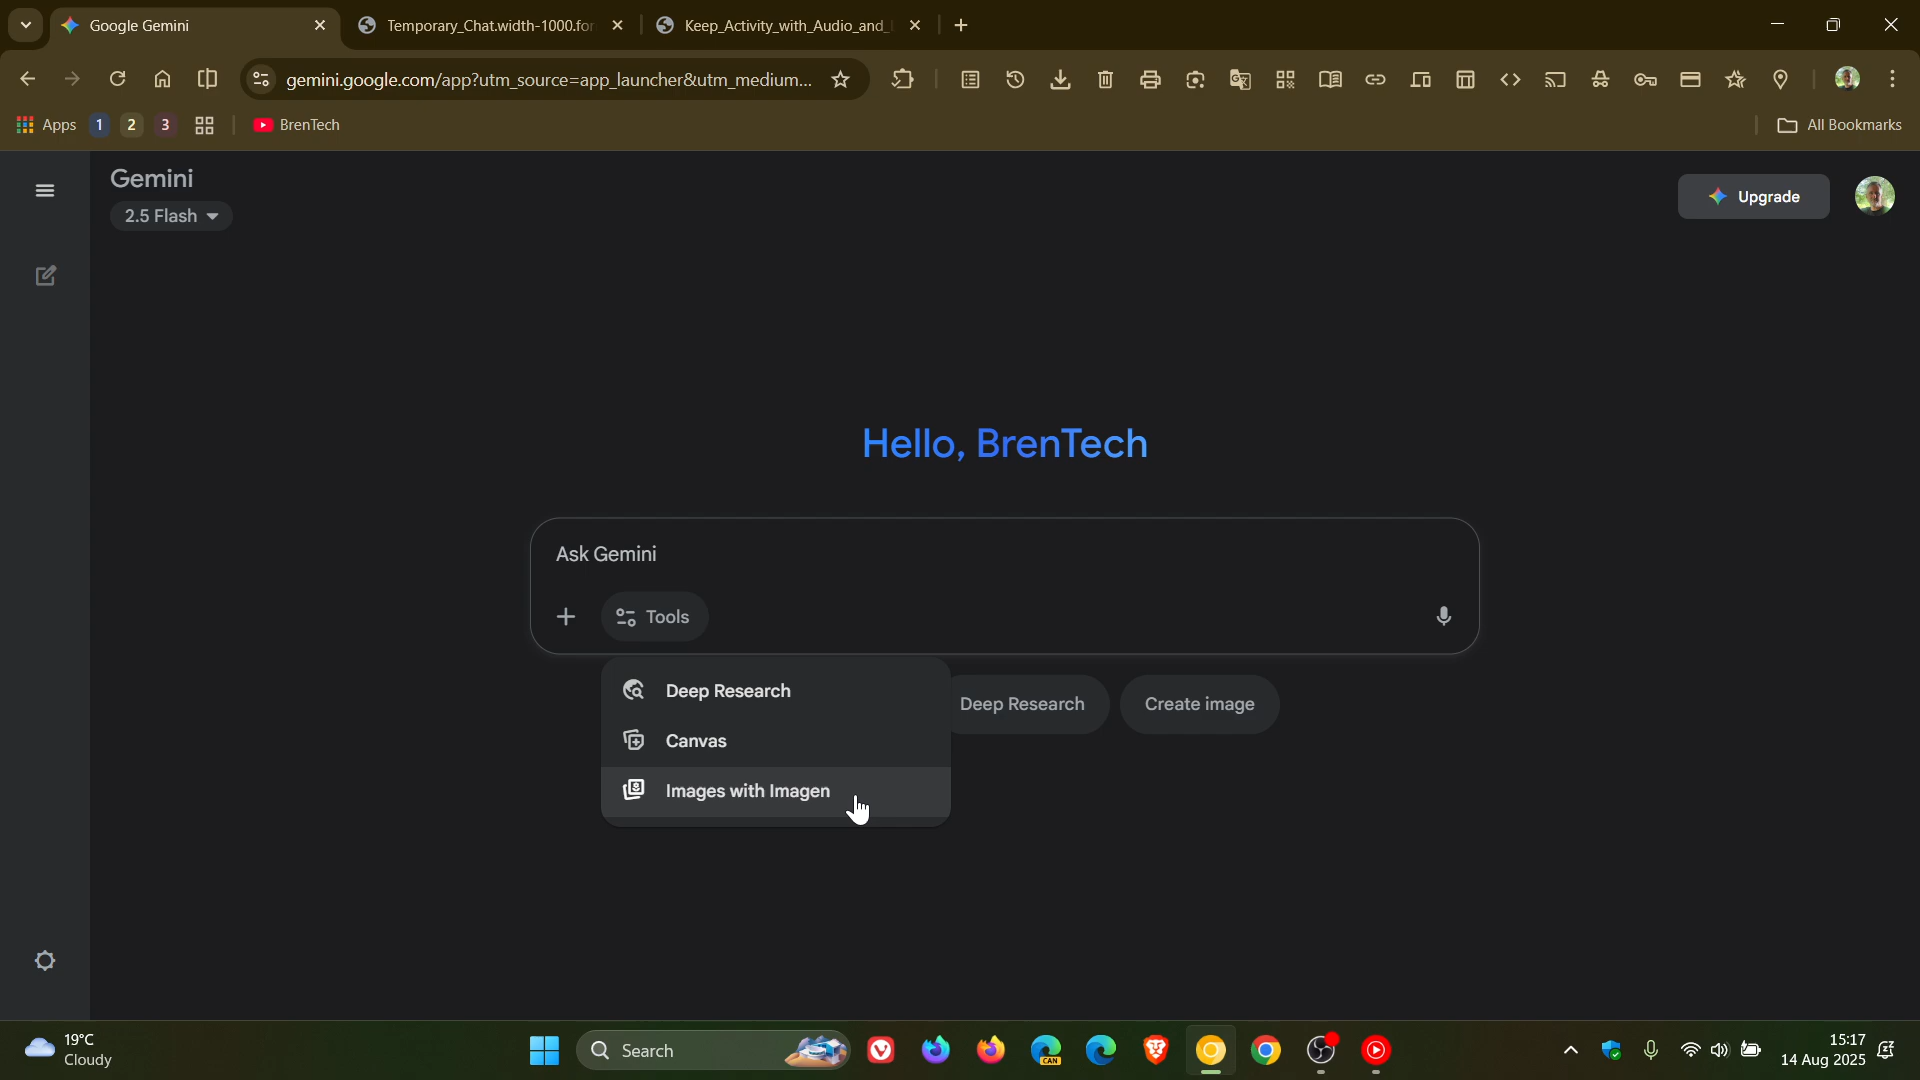 Google Gemini
Temporary_Chat.width-1000.for
Keep_Activity_with_Audio_and_
gemini.google.com/app?utm_source=app_launcher&utm_medium...
Apps
1
2
3
BrenTech
All Bookmarks
Gemini
2.5 Flash
Upgrade
Hello, BrenTech
Ask Gemini
Tools
Deep Research
Canvas
Images with Imagen
Deep Research
Create image
19°C
Cloudy
Search
CAN
15:17
14 Aug 2025